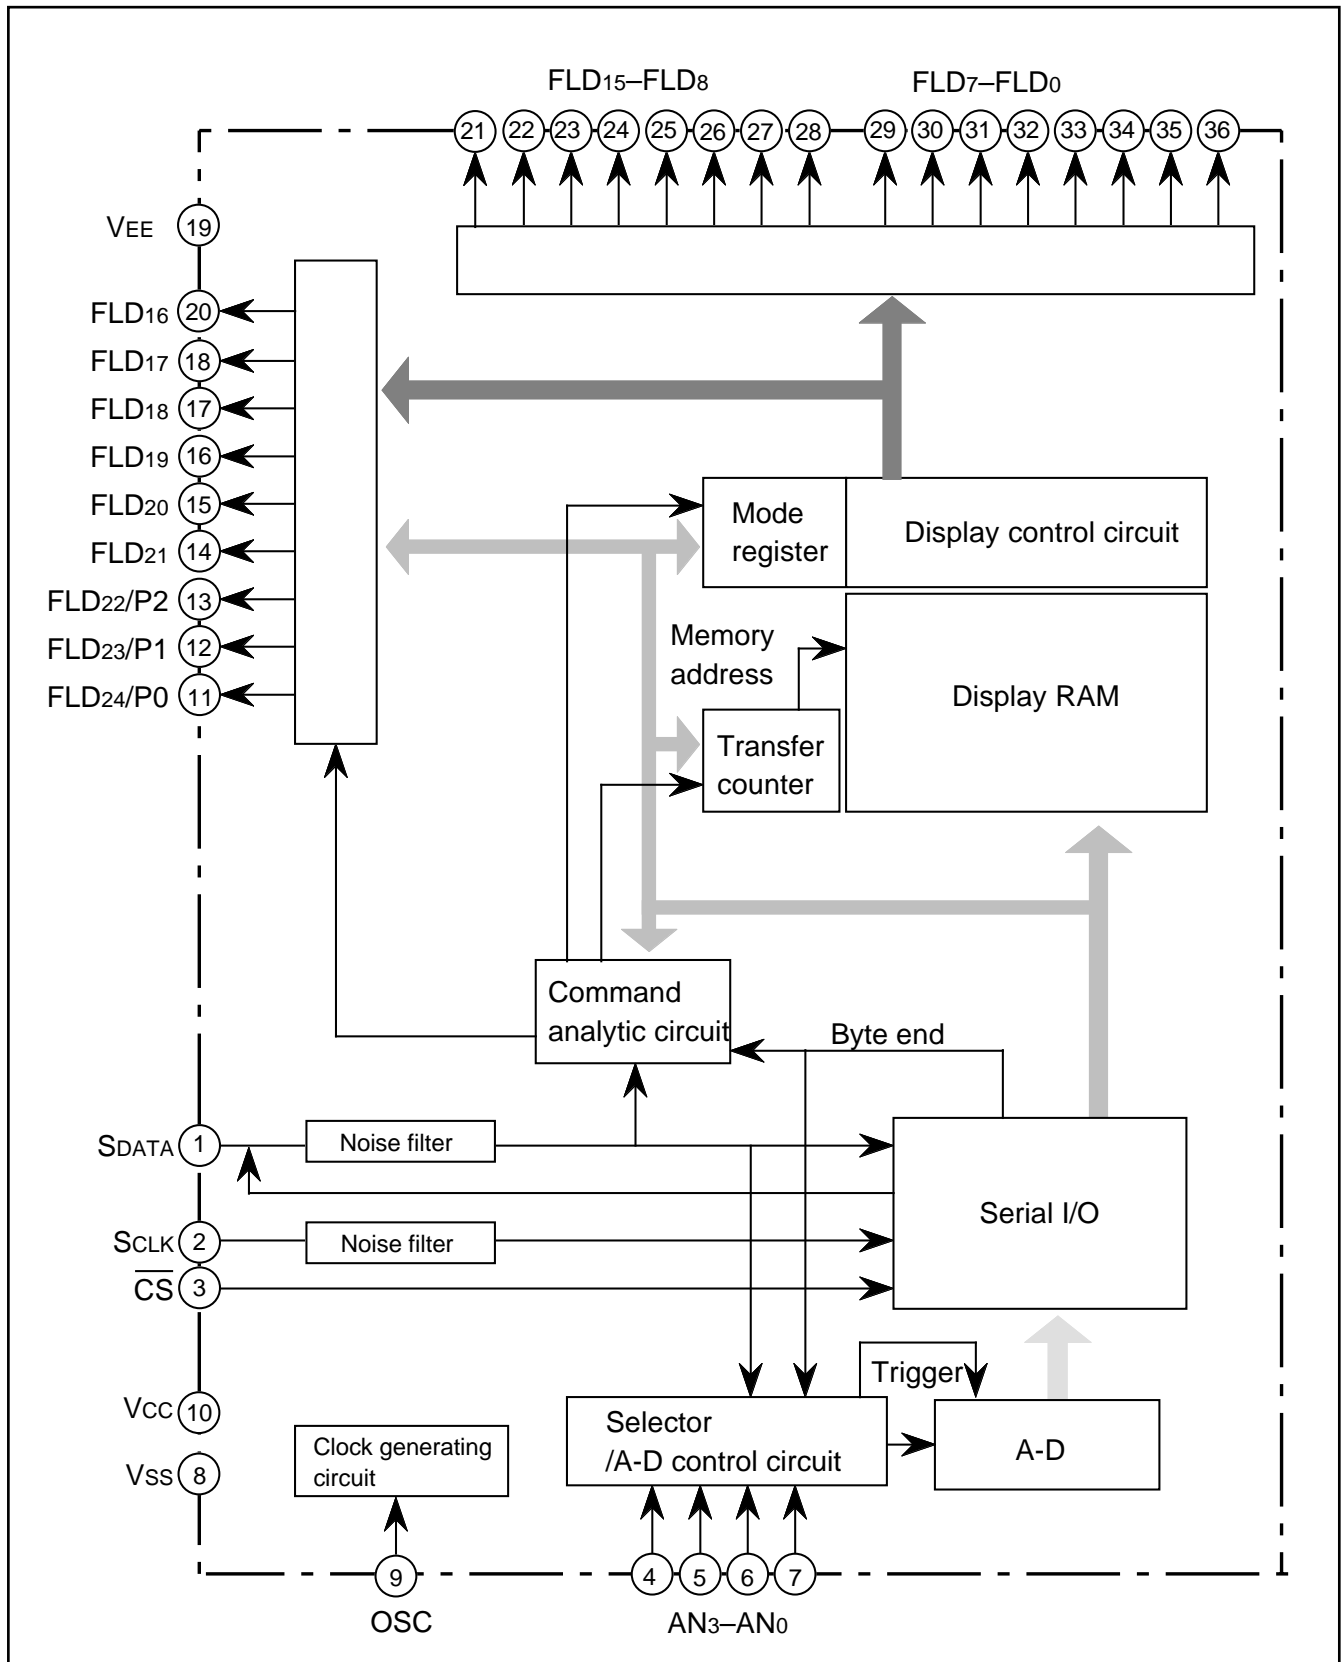 FLD15–FLD8
FLD7–FLD0
21 22 23 24 25 26 27 28 29 30 31 32 33 34 35 36
VEE 19
FLD16 20
FLD17 18
FLD18 17
FLD19 16
FLD20 15
FLD21 14
FLD22/P2 13
FLD23/P1 12
FLD24/P0 11
Mode
register
Display control circuit
Memory
address
Display RAM
Transfer
counter
Command
analytic circuit
Byte end
SDATA 1
Noise filter
Serial I/O
SCLK 2
Noise filter
C̅S̅ 3
VCC 10
VSS 8
Clock generating
circuit
Trigger
Selector
/A-D control circuit
A-D
9
OSC
4 5 6 7
AN3–AN0